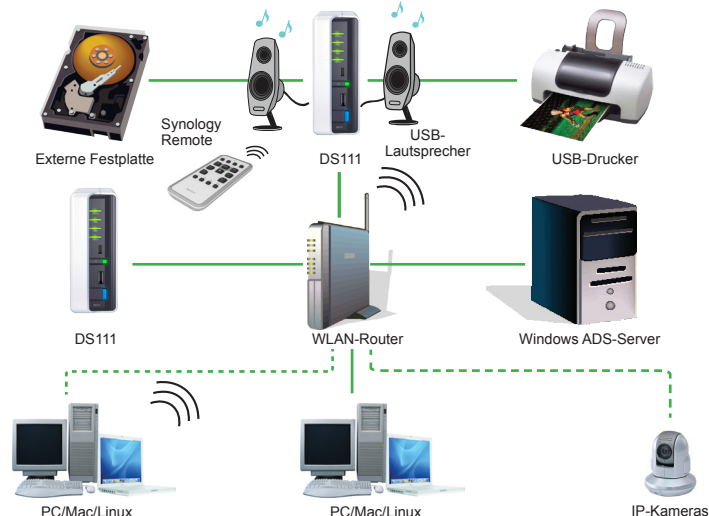 Synology
Remote
USB-
Lautsprecher
Externe Festplatte
DS111
USB-Drucker
DS111
WLAN-Router
Windows ADS-Server
PC/Mac/Linux
PC/Mac/Linux
IP-Kameras